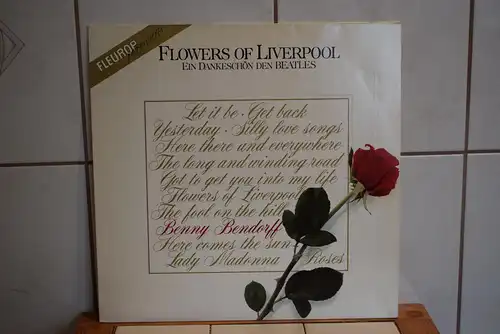 FLEUROP
FLOWERS OF LIVERPOOL
EIN DANKESCHÖN DEN BEATLES
Let it be · Get back
Yesterday · Silly love songs
Here there and everywhere
The long and winding road
Got to get you into my life
Flowers of Liverpool
The fool on the hill
Benny Bendorff
Here comes the sun
Lady Madonna Roses